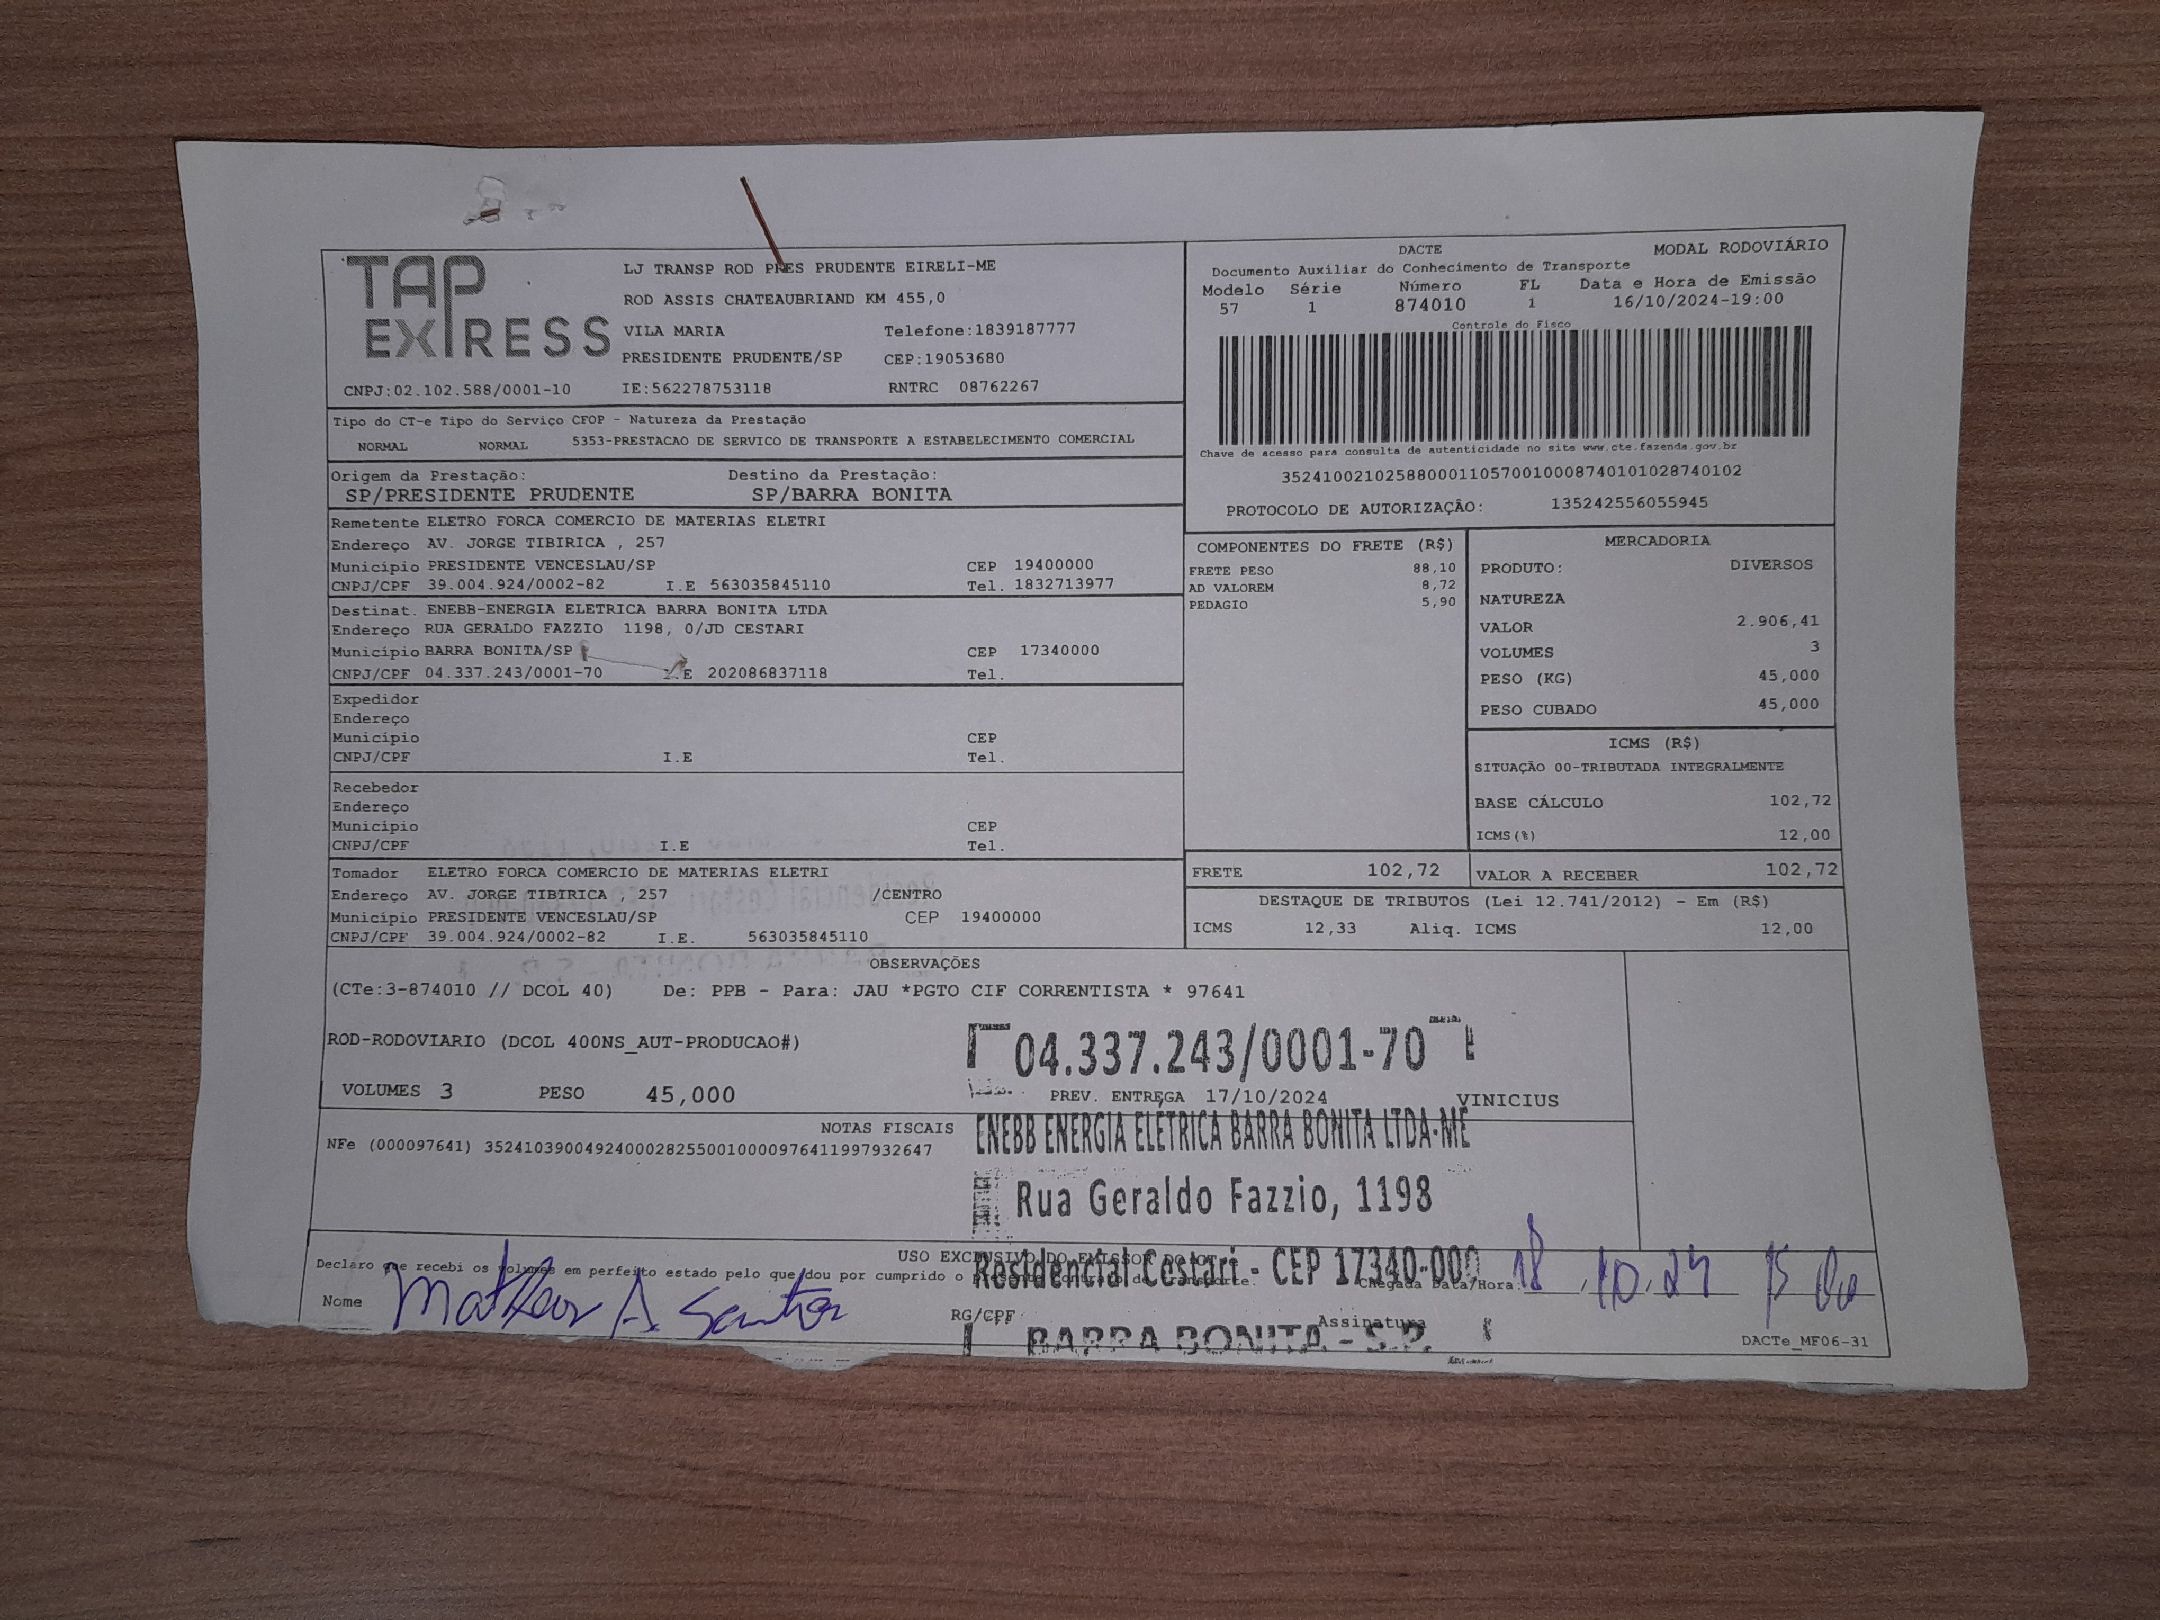 TAP EXPRESS
LJ TRANSP ROD PRES PRUDENTE EIRELI-ME
ROD ASSIS CHATEAUBRIAND KM 455,0
VILA MARIA Telefone:1839187777
PRESIDENTE PRUDENTE/SP CEP:19053680
CNPJ:02.102.588/0001-10 IE:562278753118 RNTRC 08762267
DACTE MODAL RODOVIÁRIO
Documento Auxiliar do Conhecimento de Transporte
Modelo Série Número FL Data e Hora de Emissão
57 1 874010 1 16/10/2024-19:00
Controle do Fisco
Chave de acesso para consulta de autenticidade no site www.cte.fazenda.gov.br
35241002102588000110570010008740101028740102
PROTOCOLO DE AUTORIZAÇÃO: 135242556055945
Tipo do CT-e Tipo do Serviço CFOP - Natureza da Prestação
NORMAL NORMAL 5353-PRESTACAO DE SERVICO DE TRANSPORTE A ESTABELECIMENTO COMERCIAL
Origem da Prestação: Destino da Prestação:
SP/PRESIDENTE PRUDENTE SP/BARRA BONITA
Remetente ELETRO FORCA COMERCIO DE MATERIAS ELETRI
Endereço AV. JORGE TIBIRICA , 257
Município PRESIDENTE VENCESLAU/SP CEP 19400000
CNPJ/CPF 39.004.924/0002-82 I.E 563035845110 Tel. 1832713977
Destinat. ENEBB-ENERGIA ELETRICA BARRA BONITA LTDA
Endereço RUA GERALDO FAZZIO 1198, 0/JD CESTARI
Município BARRA BONITA/SP CEP 17340000
CNPJ/CPF 04.337.243/0001-70 I.E 202086837118 Tel.
Expedidor
Endereço
Município CEP
CNPJ/CPF I.E Tel.
Recebedor
Endereço
Município CEP
CNPJ/CPF I.E Tel.
Tomador ELETRO FORCA COMERCIO DE MATERIAS ELETRI
Endereço AV. JORGE TIBIRICA , 257 /CENTRO
Município PRESIDENTE VENCESLAU/SP CEP 19400000
CNPJ/CPF 39.004.924/0002-82 I.E. 563035845110
COMPONENTES DO FRETE (R$)
FRETE PESO 88,10
AD VALOREM 8,72
PEDAGIO 5,90
MERCADORIA
PRODUTO: DIVERSOS
NATUREZA
VALOR 2.906,41
VOLUMES 3
PESO (KG) 45,000
PESO CUBADO 45,000
ICMS (R$)
SITUAÇÃO 00-TRIBUTADA INTEGRALMENTE
BASE CÁLCULO 102,72
ICMS(%) 12,00
FRETE 102,72 VALOR A RECEBER 102,72
DESTAQUE DE TRIBUTOS (Lei 12.741/2012) - Em (R$)
ICMS 12,33 Aliq. ICMS 12,00
OBSERVAÇÕES
(CTe:3-874010 // DCOL 40) De: PPB - Para: JAU *PGTO CIF CORRENTISTA * 97641
ROD-RODOVIARIO (DCOL 400NS_AUT-PRODUCAO#)
04.337.243/0001-70
VOLUMES 3 PESO 45,000 PREV. ENTREGA 17/10/2024 VINICIUS
ENEBB ENERGIA ELÉTRICA BARRA BONITA LTDA-ME
NOTAS FISCAIS
NFe (000097641) 35241039004924000282550010000976411997932647
Rua Geraldo Fazzio, 1198
USO EXCLUSIVO DO EMISSOR DO CT
Residencial Cestari - CEP 17340-000
Declaro que recebi os volumes em perfeito estado pelo que dou por cumprido o presente contrato de transporte.
Chegada Data/Hora: 18.10.24 15 00
Nome Matheus A Santos RG/CPF Assinatura
BARRA BONITA - S.P.
DACTe_MF06-31